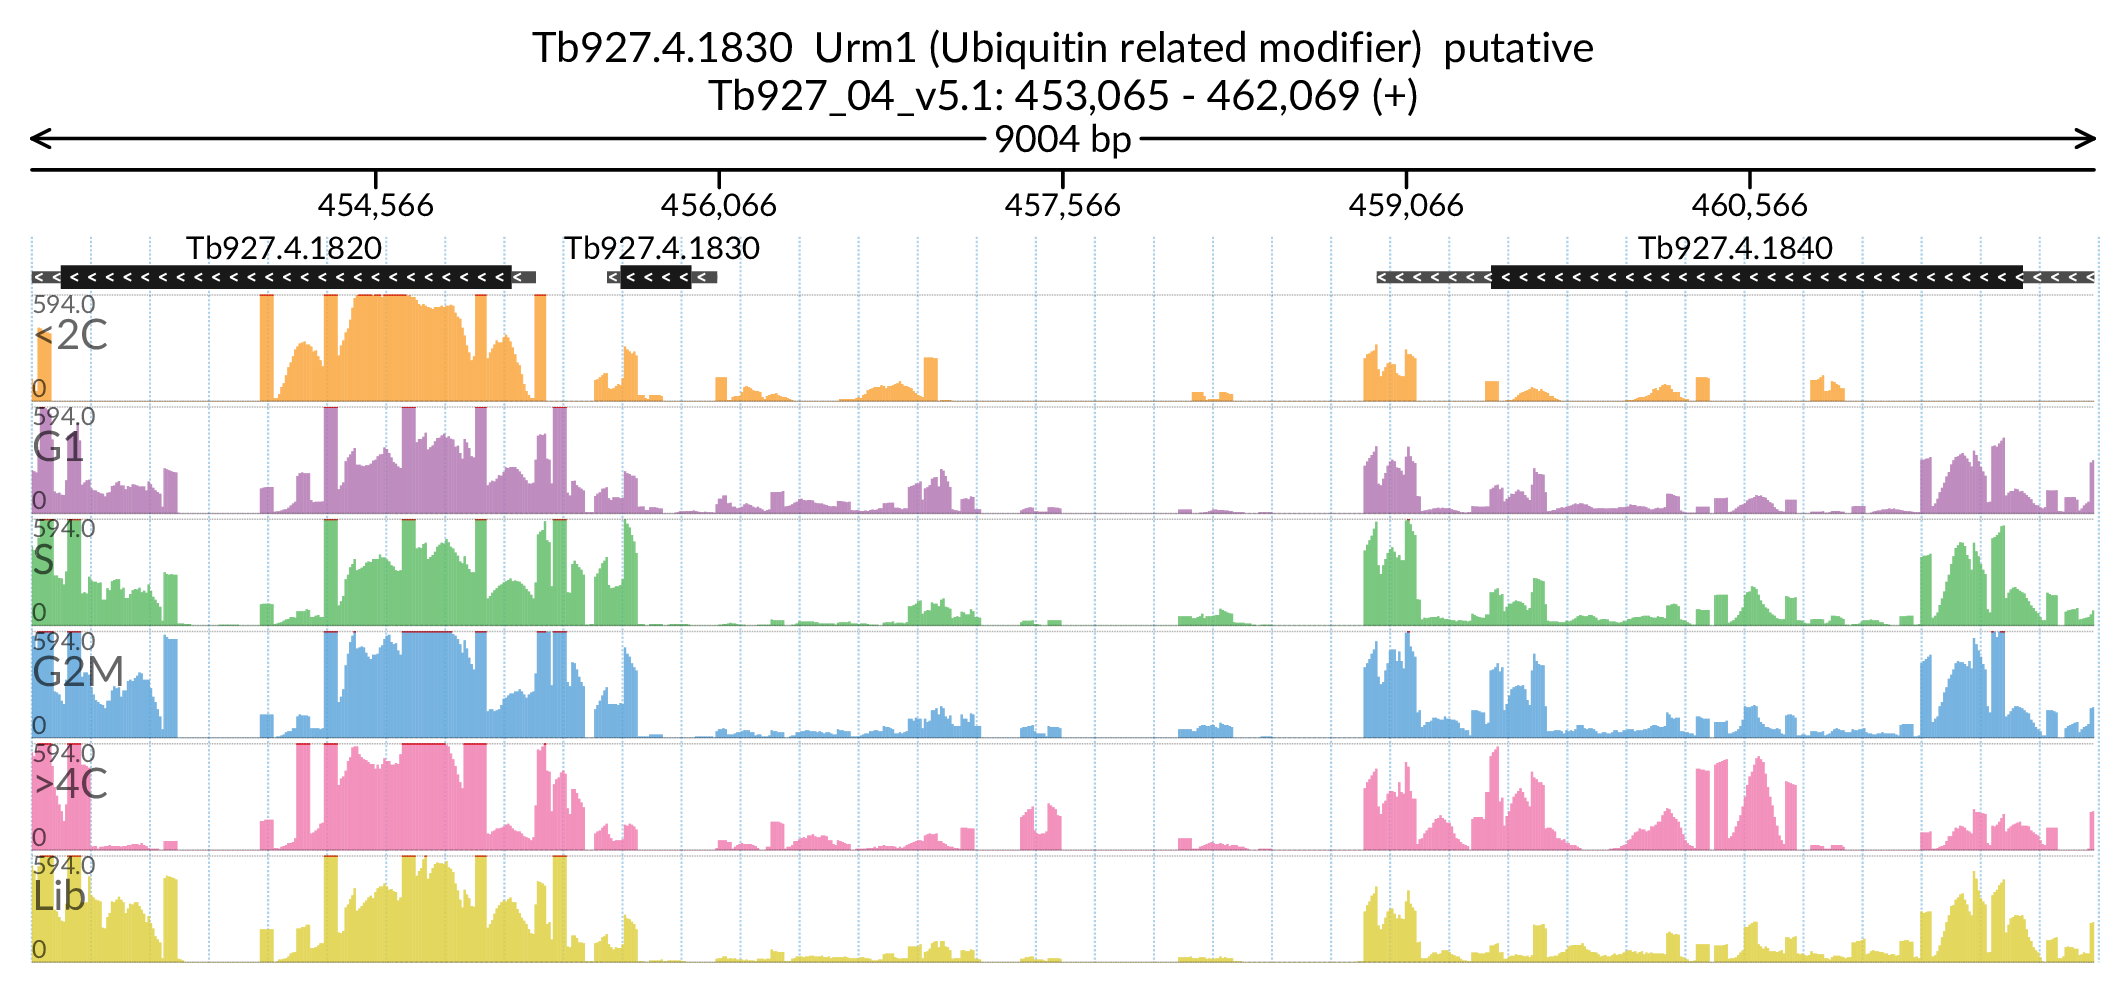 Tb927.4.1830  Urm1 (Ubiquitin related modifier)  putative
Tb927_04_v5.1: 453,065 - 462,069 (+)
9004 bp
454,566 456,066 457,566 459,066 460,566
Tb927.4.1820 Tb927.4.1830 Tb927.4.1840
594.0
<2C
0
594.0
G1
0
594.0
S
0
594.0
G2M
0
594.0
>4C
0
594.0
Lib
0